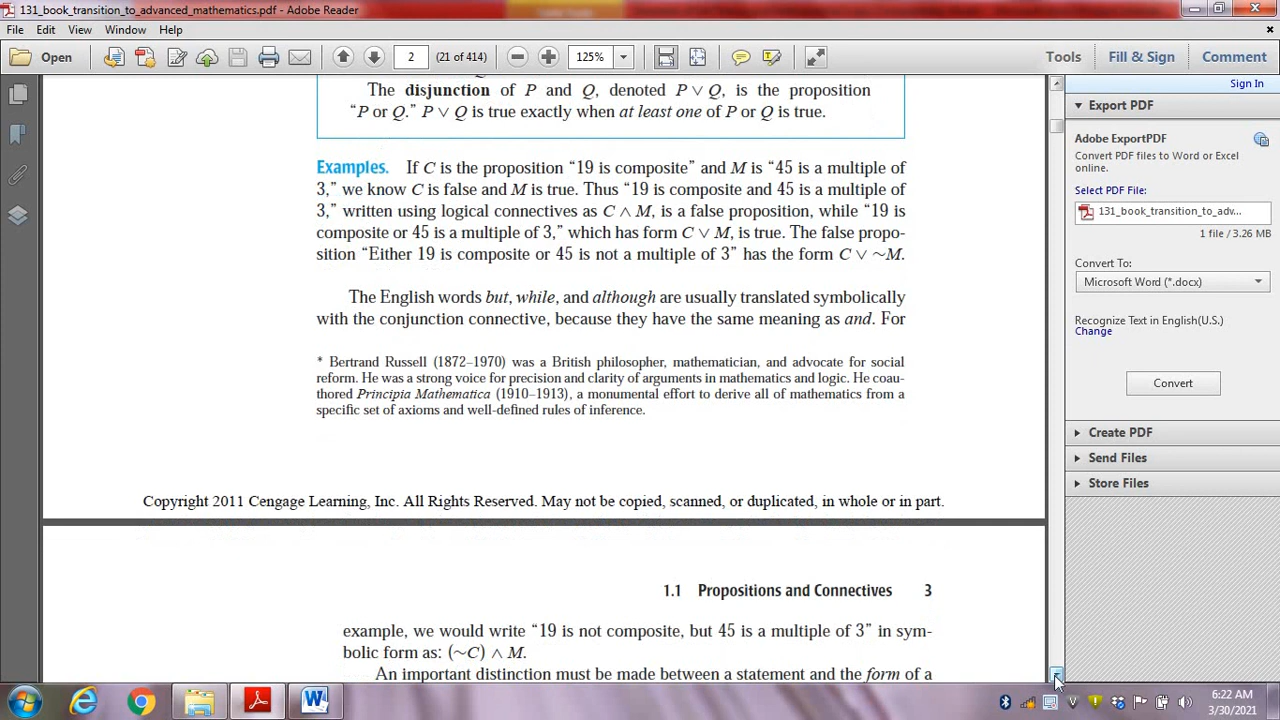 131_book_transition_to_advanced_mathematics.pdf - Adobe Reader
File Edit View Window Help
Open 2 (21 of 414) 125% Tools Fill & Sign Comment
The disjunction of P and Q, denoted P ∨ Q, is the proposition
“P or Q.” P ∨ Q is true exactly when at least one of P or Q is true.
Examples. If C is the proposition “19 is composite” and M is “45 is a multiple of
3,” we know C is false and M is true. Thus “19 is composite and 45 is a multiple of
3,” written using logical connectives as C ∧ M, is a false proposition, while “19 is
composite or 45 is a multiple of 3,” which has form C ∨ M, is true. The false propo-
sition “Either 19 is composite or 45 is not a multiple of 3” has the form C ∨ ~M.
The English words but, while, and although are usually translated symbolically
with the conjunction connective, because they have the same meaning as and. For
* Bertrand Russell (1872–1970) was a British philosopher, mathematician, and advocate for social
reform. He was a strong voice for precision and clarity of arguments in mathematics and logic. He coau-
thored Principia Mathematica (1910–1913), a monumental effort to derive all of mathematics from a
specific set of axioms and well-defined rules of inference.
Copyright 2011 Cengage Learning, Inc. All Rights Reserved. May not be copied, scanned, or duplicated, in whole or in part.
1.1 Propositions and Connectives 3
example, we would write “19 is not composite, but 45 is a multiple of 3” in sym-
bolic form as: (~C) ∧ M.
An important distinction must be made between a statement and the form of a
Sign In
Export PDF
Adobe ExportPDF
Convert PDF files to Word or Excel
online.
Select PDF File:
131_book_transition_to_adv...
1 file / 3.26 MB
Convert To:
Microsoft Word (*.docx)
Recognize Text in English(U.S.)
Change
Convert
Create PDF
Send Files
Store Files
6:22 AM
3/30/2021